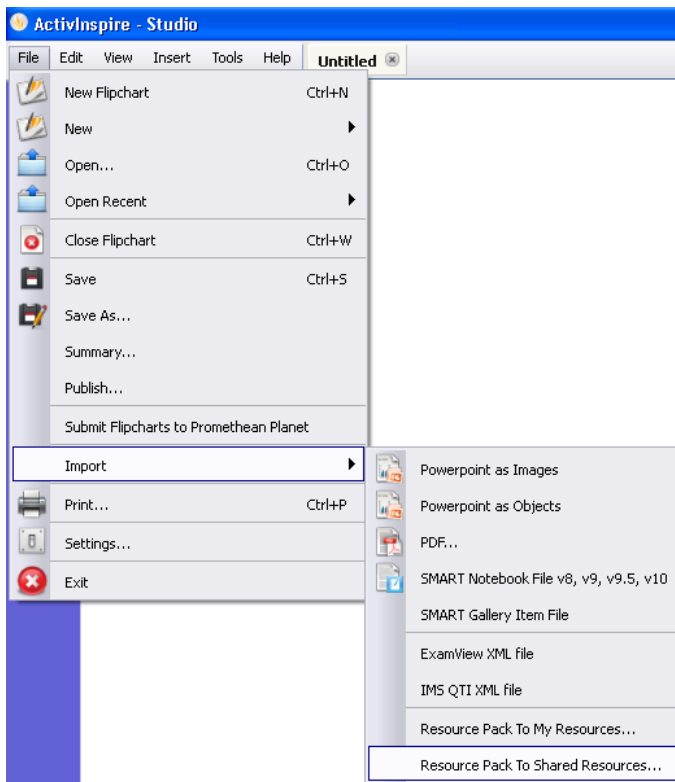 ActivInspire - Studio
File Edit View Insert Tools Help Untitled
New Flipchart Ctrl+N
New
Open... Ctrl+O
Open Recent
Close Flipchart Ctrl+W
Save Ctrl+S
Save As...
Summary...
Publish...
Submit Flipcharts to Promethean Planet
Import
Print... Ctrl+P
Settings...
Exit
Powerpoint as Images
Powerpoint as Objects
PDF...
SMART Notebook File v8, v9, v9.5, v10
SMART Gallery Item File
ExamView XML file
IMS QTI XML file
Resource Pack To My Resources...
Resource Pack To Shared Resources...